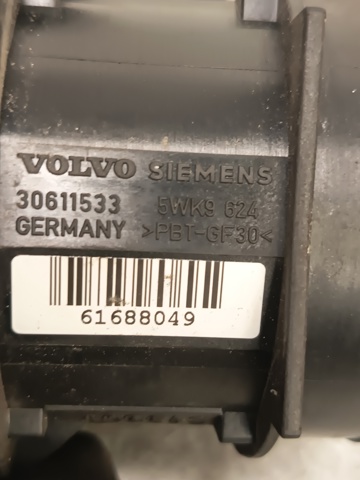 VOLVO SIEMENS
30611533 5WK9 624
GERMANY >PBT-GF30<
61688049